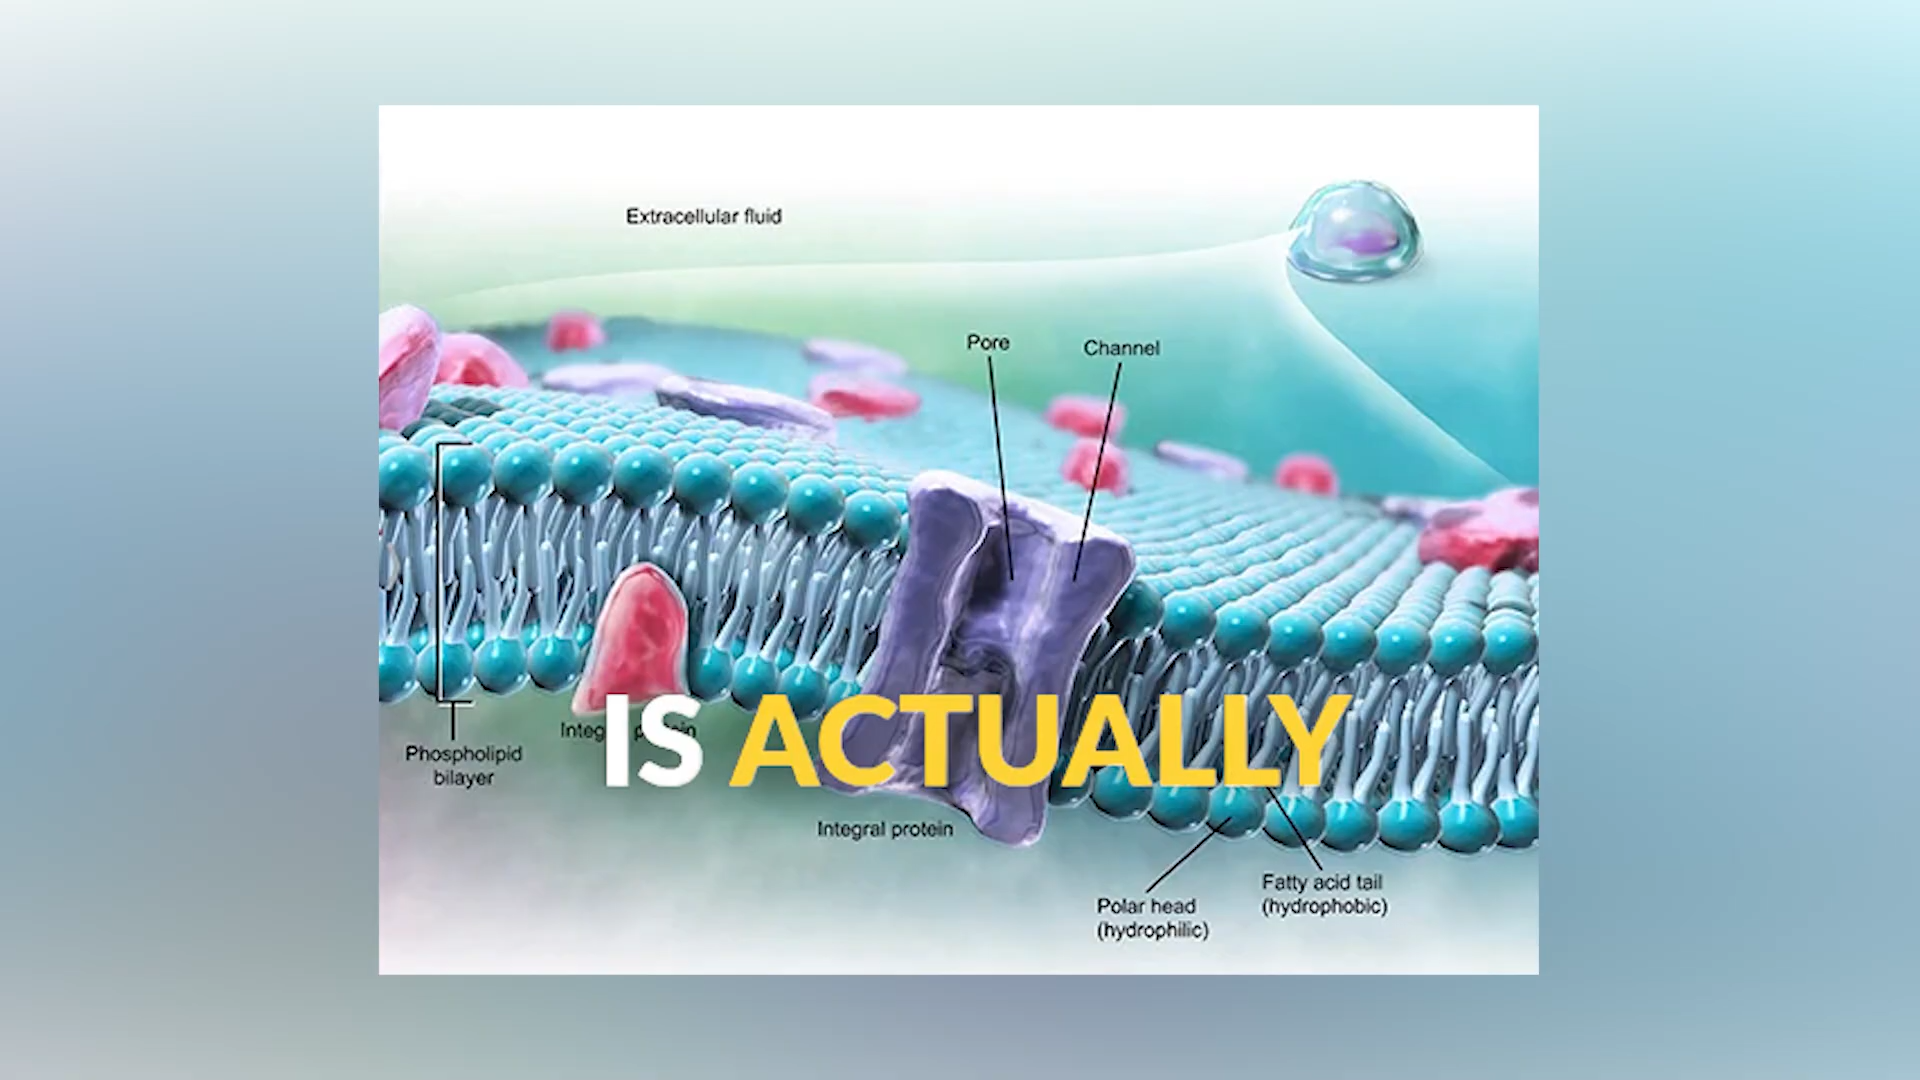 Extracellular fluid
Pore
Channel
IS ACTUALLY
Phospholipid
bilayer
Integral protein
Polar head
(hydrophilic)
Fatty acid tail
(hydrophobic)